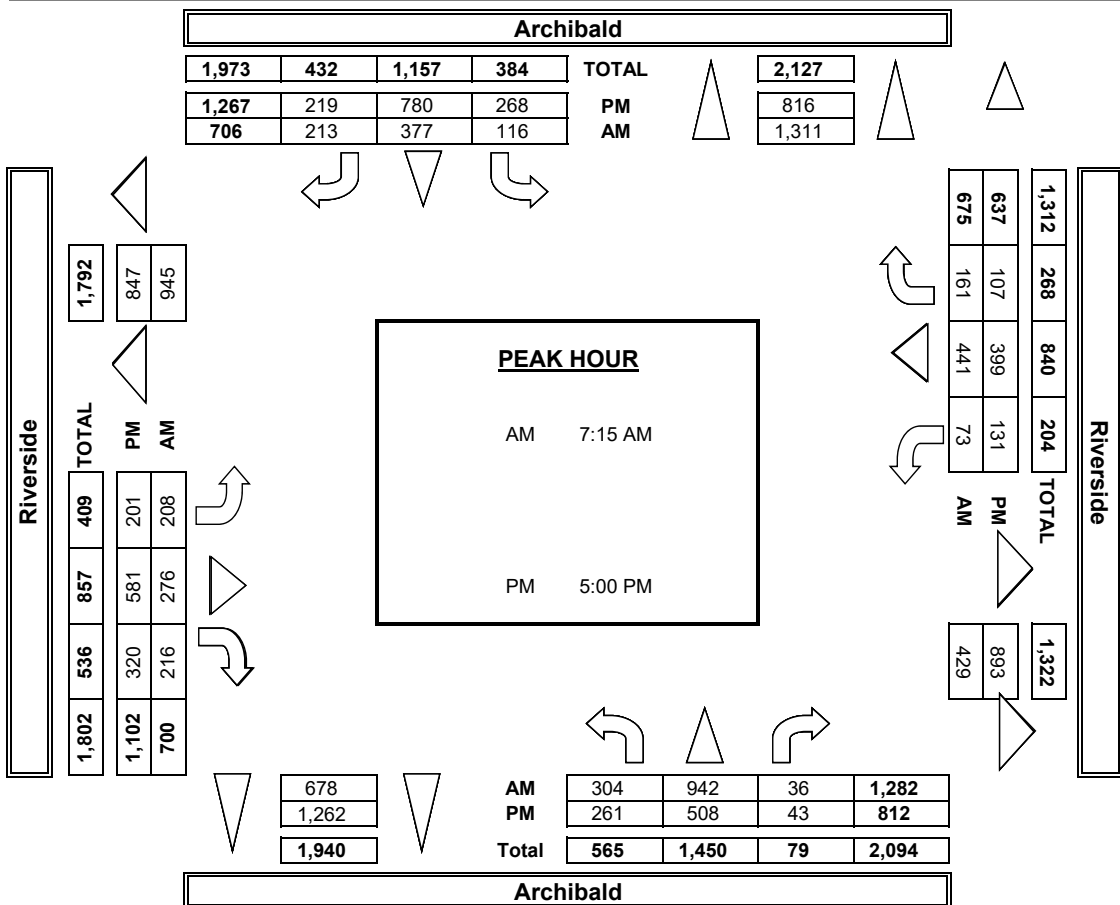 Archibald
1,973 432 1,157 384 TOTAL 2,127
1,267 219 780 268 PM 816
706 213 377 116 AM 1,311
Riverside
1,792
847
945
TOTAL
PM
AM
409 857 536 1,802
201 581 320 1,102
208 276 216 700
PEAK HOUR
AM 7:15 AM
PM 5:00 PM
1,312 268 840 204 TOTAL
637 107 399 131 PM
675 161 441 73 AM
1,322
893
429
Riverside
678 AM 304 942 36 1,282
1,262 PM 261 508 43 812
1,940 Total 565 1,450 79 2,094
Archibald